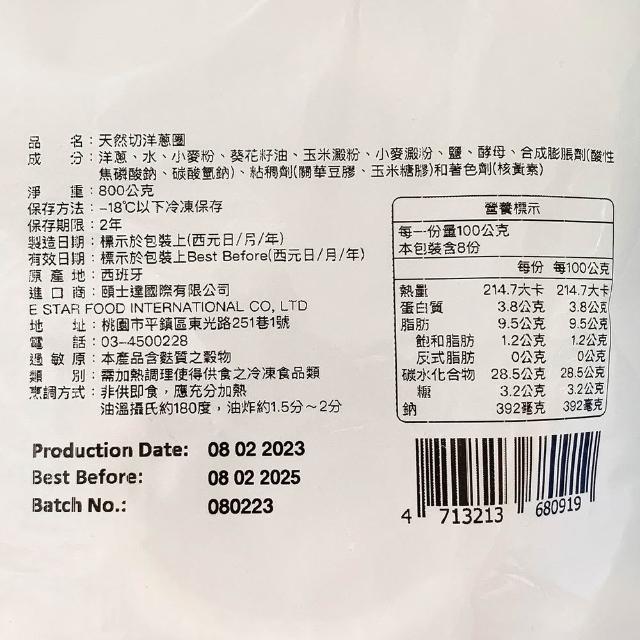 品　　名：天然切洋蔥圈
成　　分：洋蔥、水、小麥粉、葵花籽油、玉米澱粉、小麥澱粉、鹽、酵母、合成膨脹劑(酸性
焦磷酸鈉、碳酸氫鈉)、粘稠劑(關華豆膠、玉米糖膠)和著色劑(核黃素)
淨　　重：800公克
保存方法：-18℃以下冷凍保存
保存期限：2年
製造日期：標示於包裝上(西元日/月/年)
有效日期：標示於包裝上Best Before(西元日/月/年)
原 產 地：西班牙
進 口 商：頤士達國際有限公司
E STAR FOOD INTERNATIONAL CO, LTD
地　　址：桃園市平鎮區東光路251巷1號
電　　話：03-4500228
過 敏 原：本產品含麩質之穀物
類　　別：需加熱調理使得供食之冷凍食品類
烹調方式：非供即食，應充分加熱
油溫攝氏約180度，油炸約1.5分～2分
營養標示
每一份量100公克
本包裝含8份
每份 每100公克
熱量 214.7大卡 214.7大卡
蛋白質 3.8公克 3.8公克
脂肪 9.5公克 9.5公克
飽和脂肪 1.2公克 1.2公克
反式脂肪 0公克 0公克
碳水化合物 28.5公克 28.5公克
糖 3.2公克 3.2公克
鈉 392毫克 392毫克
Production Date: 08 02 2023
Best Before: 08 02 2025
Batch No.: 080223
4 713213 680919